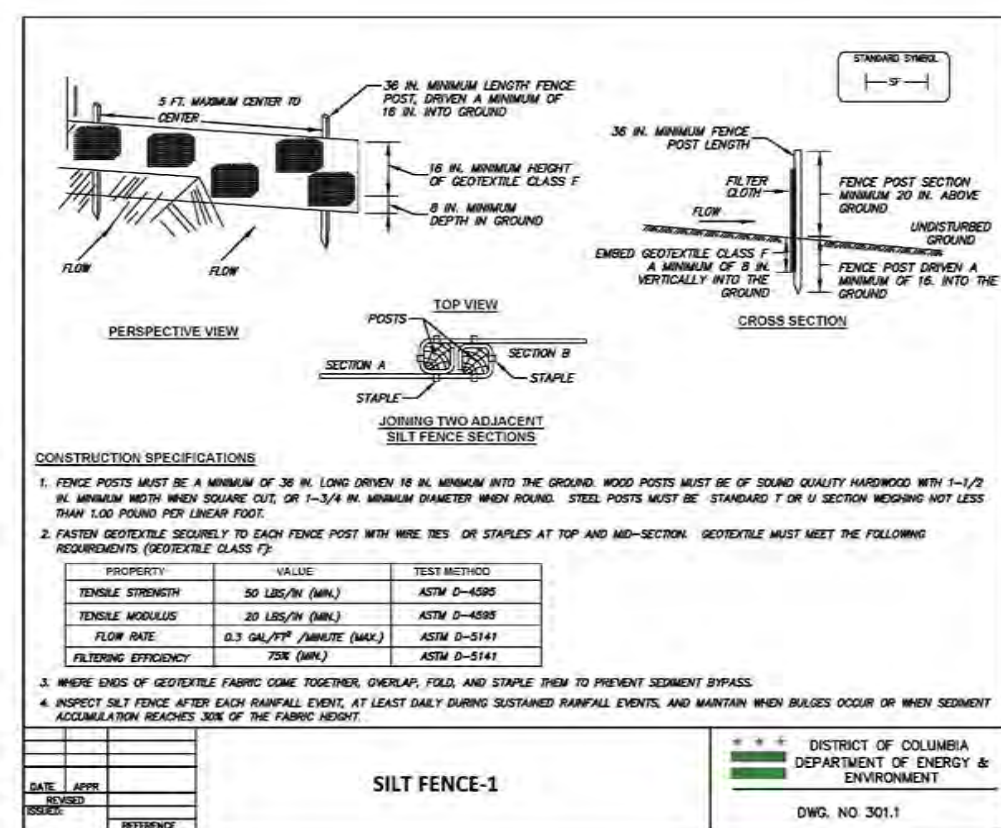 STANDARD SYMBOL
SF
5 FT. MAXIMUM CENTER TO
CENTER
36 IN. MINIMUM LENGTH FENCE
POST, DRIVEN A MINIMUM OF
16 IN. INTO GROUND
16 IN. MINIMUM HEIGHT
OF GEOTEXTILE CLASS F
8 IN. MINIMUM
DEPTH IN GROUND
FLOW
FLOW
PERSPECTIVE VIEW
36 IN. MINIMUM FENCE
POST LENGTH
FILTER
CLOTH
FLOW
EMBED GEOTEXTILE CLASS F
A MINIMUM OF 8 IN.
VERTICALLY INTO THE
GROUND
FENCE POST SECTION
MINIMUM 20 IN. ABOVE
GROUND
UNDISTURBED
GROUND
FENCE POST DRIVEN A
MINIMUM OF 16. INTO THE
GROUND
CROSS SECTION
TOP VIEW
POSTS
SECTION A
SECTION B
STAPLE
STAPLE
JOINING TWO ADJACENT
SILT FENCE SECTIONS
CONSTRUCTION SPECIFICATIONS
1. FENCE POSTS MUST BE A MINIMUM OF 36 IN. LONG DRIVEN 16 IN. MINIMUM INTO THE GROUND. WOOD POSTS MUST BE OF SOUND QUALITY HARDWOOD WITH 1-1/2
IN. MINIMUM WIDTH WHEN SQUARE CUT, OR 1-3/4 IN. MINIMUM DIAMETER WHEN ROUND. STEEL POSTS MUST BE STANDARD T OR U SECTION WEIGHING NOT LESS
THAN 1.00 POUND PER LINEAR FOOT.
2. FASTEN GEOTEXTILE SECURELY TO EACH FENCE POST WITH WIRE TIES OR STAPLES AT TOP AND MID-SECTION. GEOTEXTILE MUST MEET THE FOLLOWING
REQUIREMENTS (GEOTEXTILE CLASS F):
PROPERTY VALUE TEST METHOD
TENSILE STRENGTH 50 LBS/IN (MIN.) ASTM D-4595
TENSILE MODULUS 20 LBS/IN (MIN.) ASTM D-4595
FLOW RATE 0.3 GAL/FT² /MINUTE (MAX.) ASTM D-5141
FILTERING EFFICIENCY 75% (MIN.) ASTM D-5141
3. WHERE ENDS OF GEOTEXTILE FABRIC COME TOGETHER, OVERLAP, FOLD, AND STAPLE THEM TO PREVENT SEDIMENT BYPASS.
4. INSPECT SILT FENCE AFTER EACH RAINFALL EVENT, AT LEAST DAILY DURING SUSTAINED RAINFALL EVENTS, AND MAINTAIN WHEN BULGES OCCUR OR WHEN SEDIMENT
ACCUMULATION REACHES 30% OF THE FABRIC HEIGHT.
DATE APPR
REVISED
ISSUED:
REFERENCE
SILT FENCE-1
DISTRICT OF COLUMBIA
DEPARTMENT OF ENERGY &
ENVIRONMENT
DWG. NO 301.1